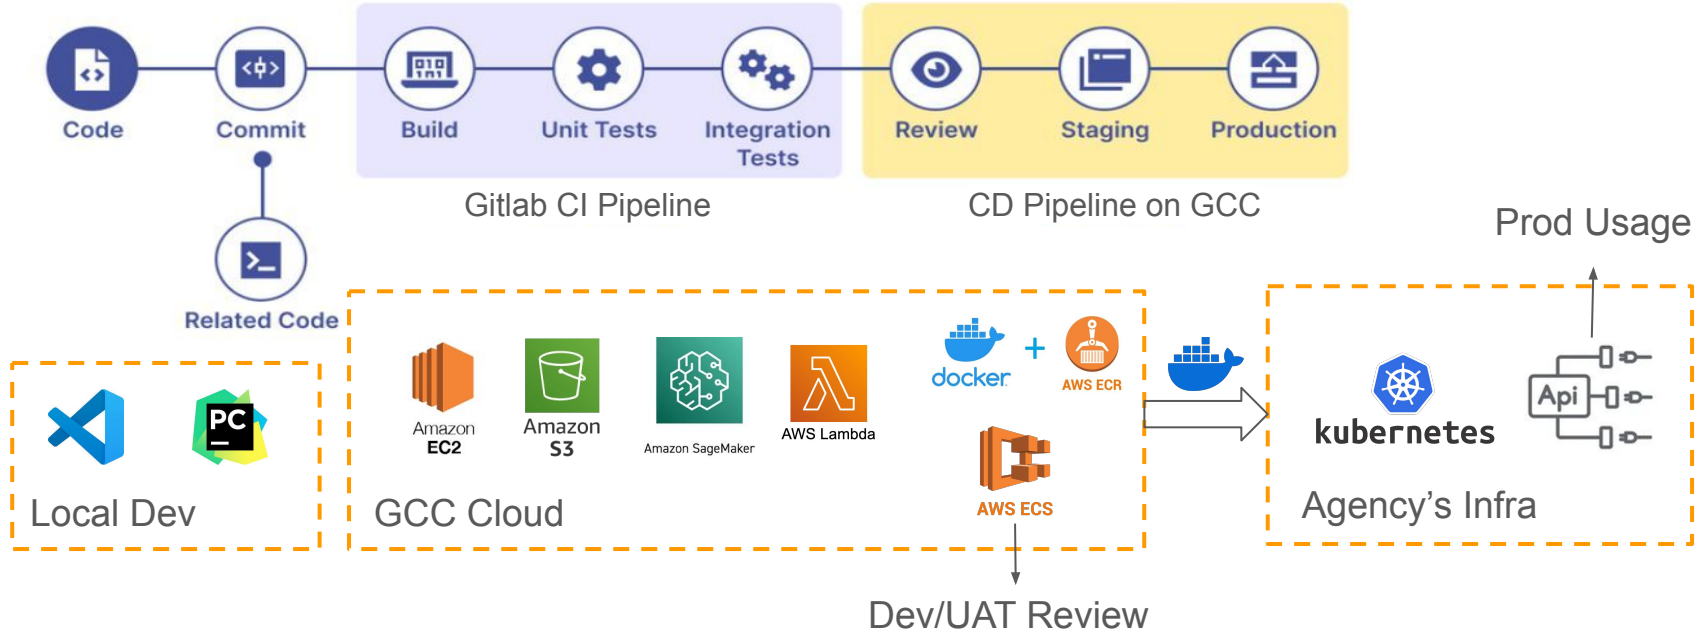 Code
Commit
Build
Unit Tests
Integration
Tests
Review
Staging
Production
Gitlab CI Pipeline
CD Pipeline on GCC
Related Code
Prod Usage
PC
Local Dev
Amazon
EC2
Amazon
S3
Amazon SageMaker
AWS Lambda
docker
+
AWS ECR
AWS ECS
GCC Cloud
kubernetes
Api
Agency's Infra
Dev/UAT Review